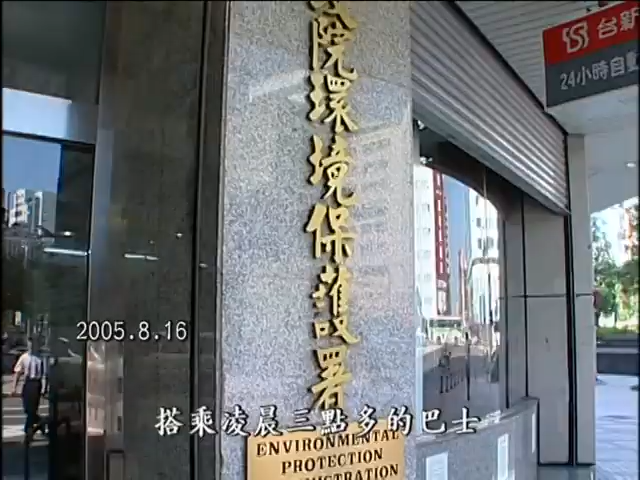 院環境保護署
台新
24小時自動
2005.8.16
搭乘凌晨三點多的巴士
ENVIRONMENTAL
PROTECTION